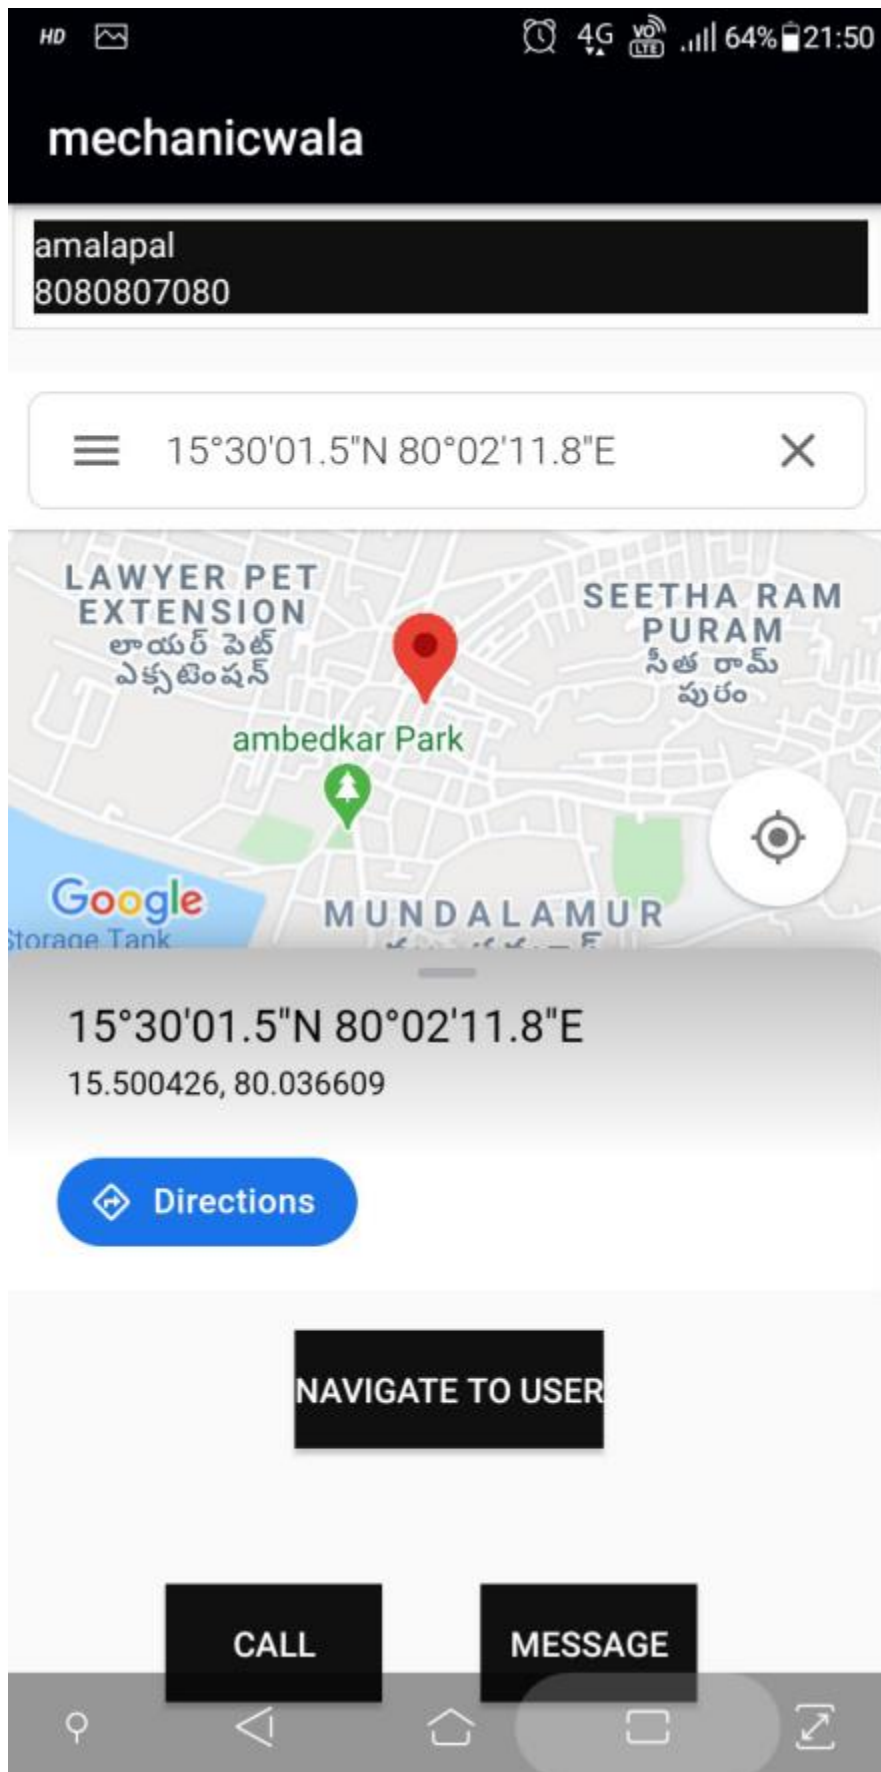 HD 4G VO LTE 64% 21:50
mechanicwala
amalapal
8080807080
15°30'01.5"N 80°02'11.8"E
LAWYER PET
EXTENSION
లాయర్ పేట్
ఎక్స్టెంషన్
SEETHA RAM
PURAM
సీత రామ్
పురం
ambedkar Park
Google
Storage Tank
MUNDALAMUR
15°30'01.5"N 80°02'11.8"E
15.500426, 80.036609
Directions
NAVIGATE TO USER
CALL MESSAGE